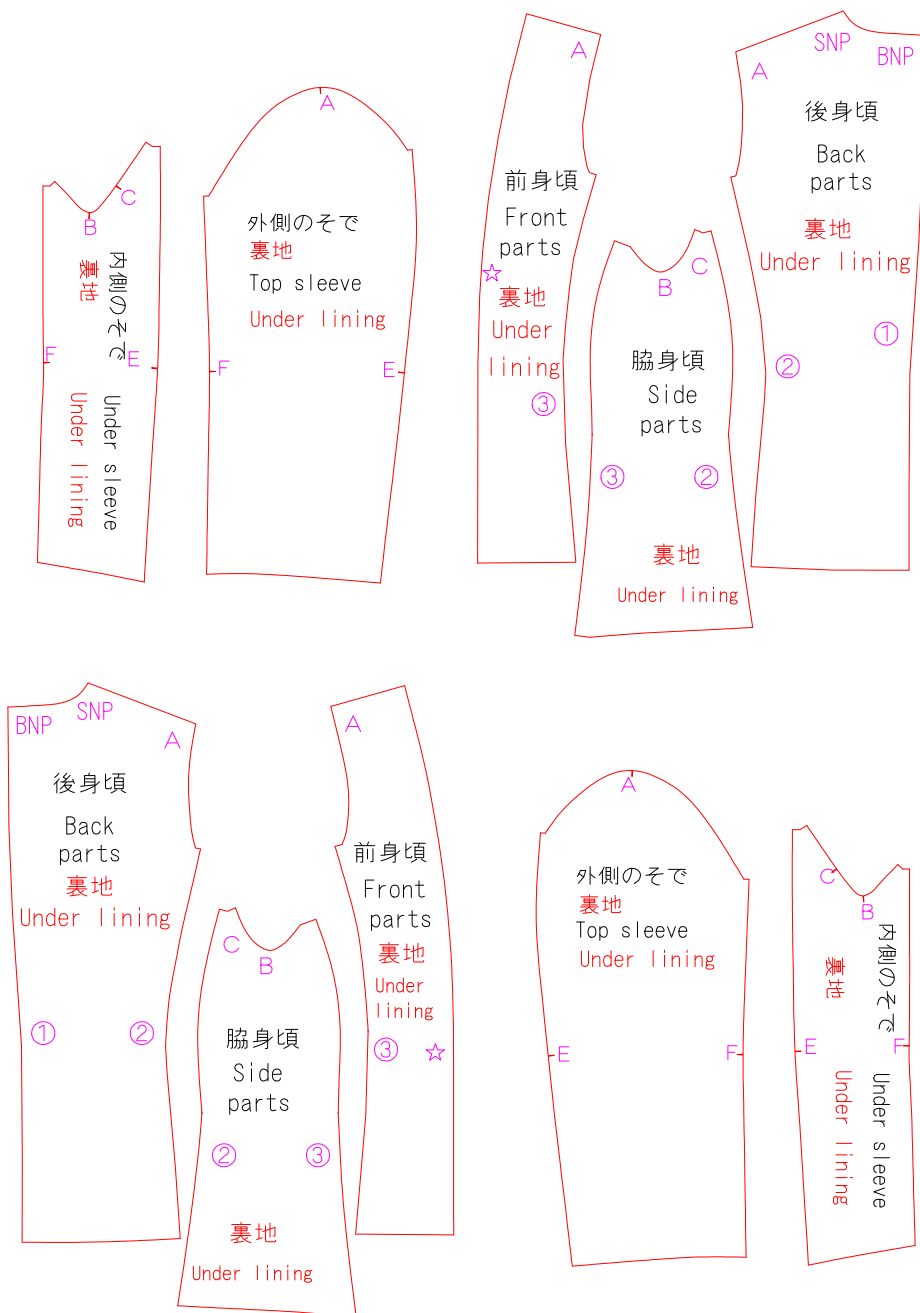 C
B
内側のそで
裏地
F
E
Under sleeve
Under lining
A
外側のそで
裏地
Top sleeve
Under lining
F
E
A
前身頃
Front
parts
☆
裏地
Under
lining
③
B
C
脇身頃
Side
parts
③
②
裏地
Under lining
SNP
BNP
A
後身頃
Back
parts
裏地
Under lining
①
②
BNP
SNP
A
後身頃
Back
parts
裏地
Under lining
①
②
C
B
脇身頃
Side
parts
②
③
裏地
Under lining
A
前身頃
Front
parts
裏地
Under
lining
③
☆
A
外側のそで
裏地
Top sleeve
Under lining
E
F
C
B
内側のそで
裏地
E
F
Under sleeve
Under lining